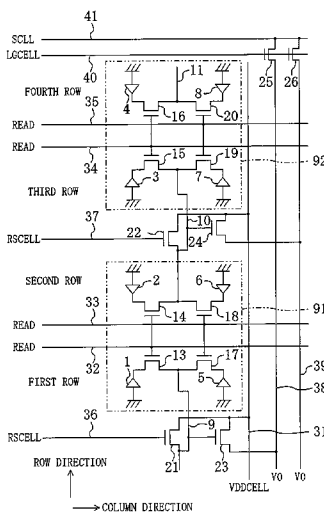 SCLL 41
LGCELL
40 11 25 26
FOURTH ROW 4 8
35 16 20
READ
READ
34 15 19 92
3 7
THIRD ROW
37 10
RSCELL 22 24
SECOND ROW 2 6
33 14 18 91
READ
READ
32 13 17 39
1 5 38
FIRST ROW
36 9 31
RSCELL
21 23 VO VO
ROW DIRECTION VDDCELL
COLUMN DIRECTION